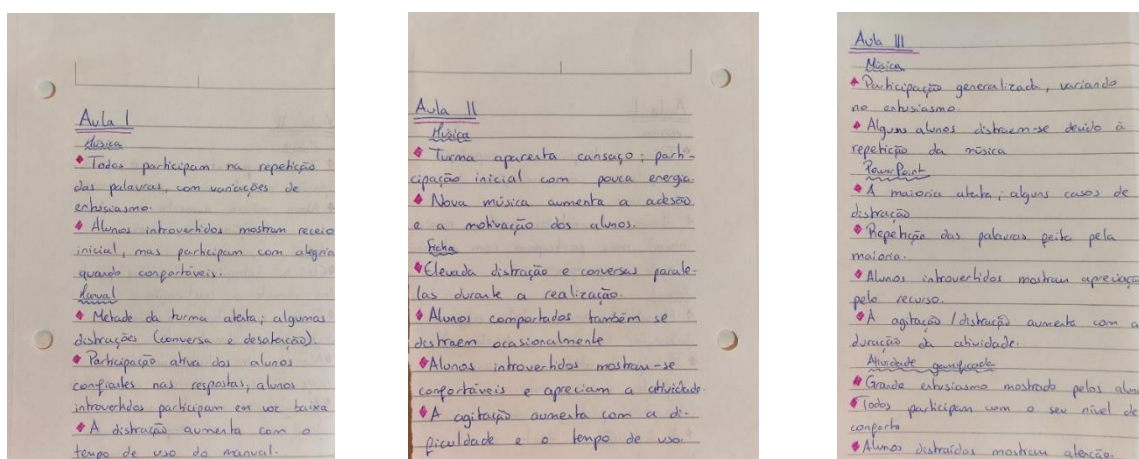 Aula I
Música
Todos participam na repetição
das palavras, com variações de
entusiasmo.
Alunos introvertidos mostram receio
inicial, mas participam com alegria
quando confortáveis.
Manual
Metade da turma atenta; algumas
distrações (conversa e desatenção).
Participação ativa dos alunos
confiantes nas respostas; alunos
introvertidos participam em voz baixa
A distração aumenta com o
tempo de uso do manual.
Aula II
Música
Turma aparenta cansaço; parti-
cipação inicial com pouca energia.
Nova música aumenta a adesão
e a motivação dos alunos.
Ficha
Elevada distração e conversas parale-
las durante a realização.
Alunos comportados também se
distraem ocasionalmente
Alunos introvertidos mostram-se
confortáveis e apreciam a atividade.
A agitação aumenta com a di-
ficuldade e o tempo de uso.
Aula III
Música
Participação generalizada, variando
no entusiasmo.
Alguns alunos distraem-se devido à
repetição da música
PowerPoint
A maioria atenta; alguns casos de
distração
Repetição das palavras feita pela
maioria.
Alunos introvertidos mostram apreciação
pelo recurso.
A agitação / distração aumenta com a
duração da atividade.
Atividade gamificada
Grande entusiasmo mostrado pelos
Todos participam com o seu nível de
conforto
Alunos distraídos mostram atenção.